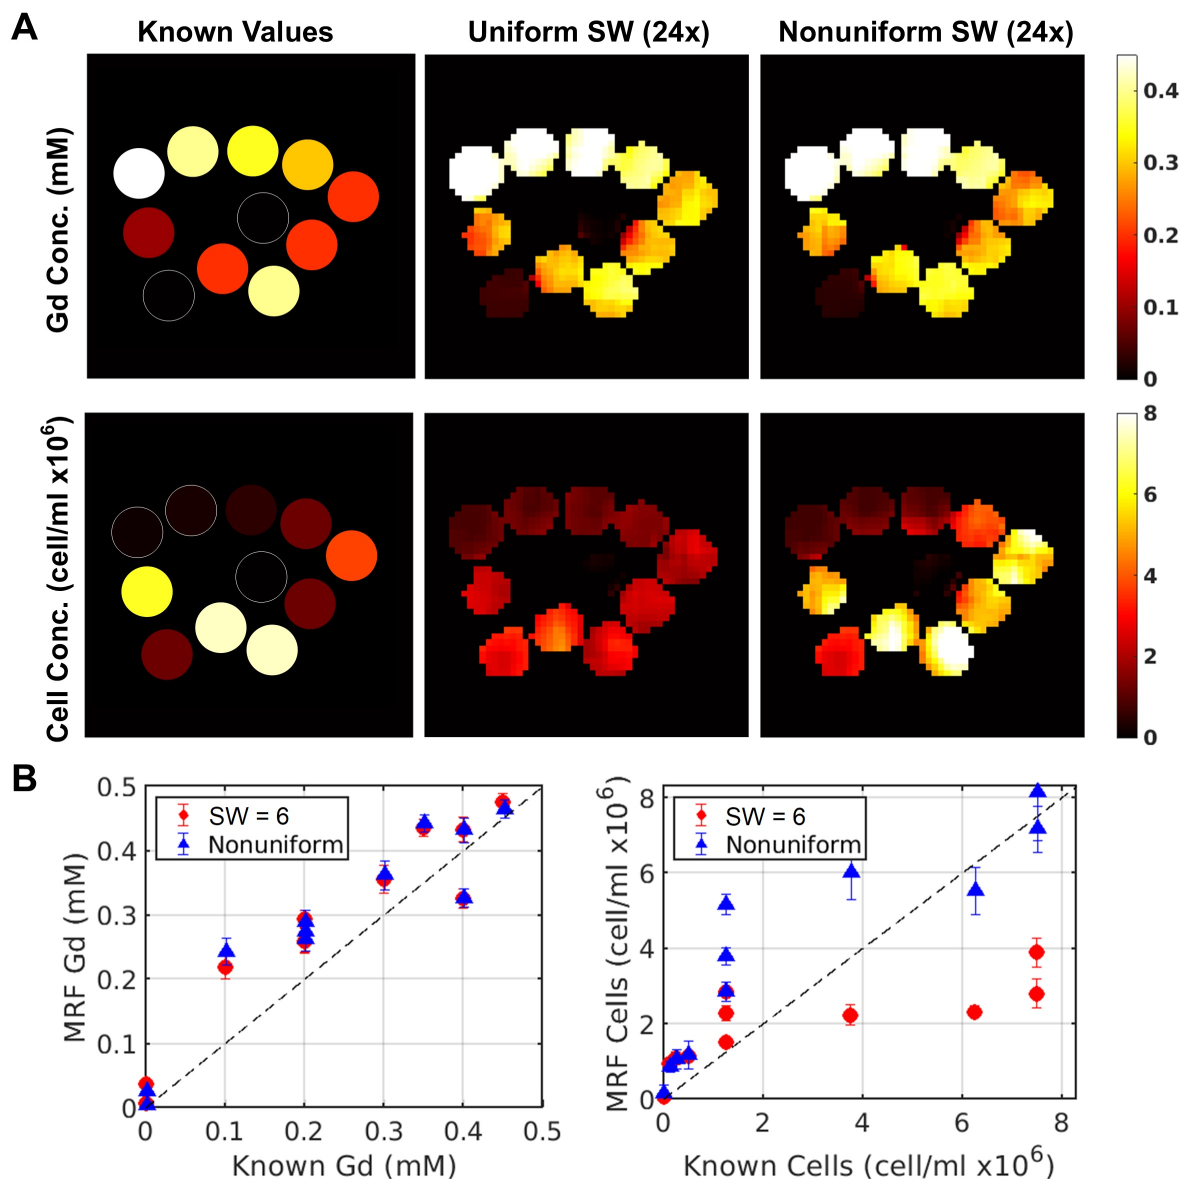 A
Known Values
Uniform SW (24x)
Nonuniform SW (24x)
Gd Conc. (mM)
0.4
0.3
0.2
0.1
0
Cell Conc. (cell/ml x10⁶)
8
6
4
2
0
B
MRF Gd (mM)
0.5
0.4
0.3
0.2
0.1
0
SW = 6
Nonuniform
0
0.1
0.2
0.3
0.4
0.5
Known Gd (mM)
MRF Cells (cell/ml x10⁶)
8
6
4
2
0
SW = 6
Nonuniform
0
2
4
6
8
Known Cells (cell/ml x10⁶)